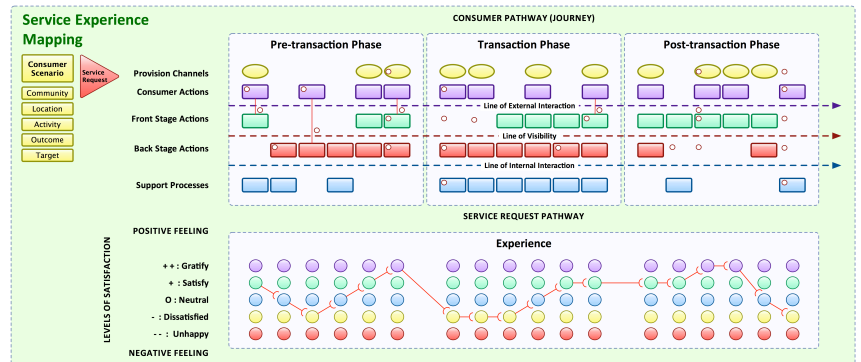 Service Experience
Mapping
CONSUMER PATHWAY (JOURNEY)
Consumer
Scenario
Service
Request
Community
Location
Activity
Outcome
Target
Pre-transaction Phase
Transaction Phase
Post-transaction Phase
Provision Channels
Consumer Actions
Line of External Interaction
Front Stage Actions
Line of Visibility
Back Stage Actions
Line of Internal Interaction
Support Processes
SERVICE REQUEST PATHWAY
POSITIVE FEELING
Experience
LEVELS OF SATISFACTION
+ + : Gratify
+ : Satisfy
O : Neutral
- : Dissatisfied
- - : Unhappy
NEGATIVE FEELING